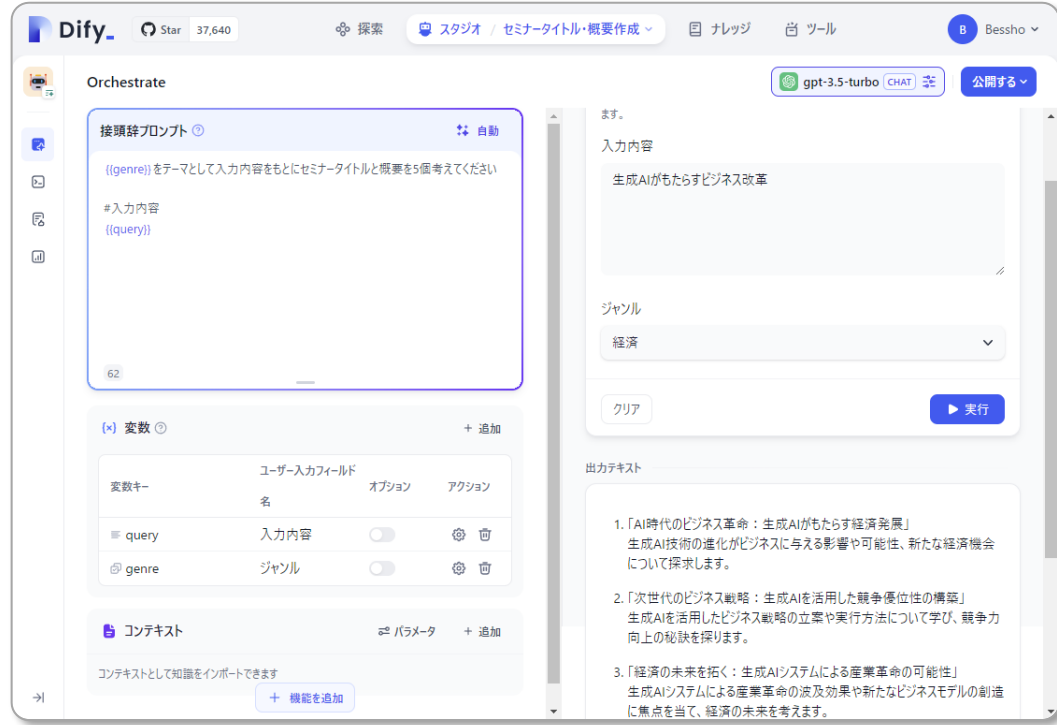 Dify_
Star 37,640
探索
スタジオ / セミナータイトル・概要作成
ナレッジ
ツール
B Bessho
Orchestrate
gpt-3.5-turbo CHAT
公開する
接頭辞プロンプト
自動
{{genre}}をテーマとして入力内容をもとにセミナータイトルと概要を5個考えてください
#入力内容
{{query}}
62
{x} 変数
+ 追加
変数キー
ユーザー入力フィールド
名
オプション
アクション
query 入力内容
genre ジャンル
コンテキスト
パラメータ
+ 追加
コンテキストとして知識をインポートできます
+ 機能を追加
ます。
入力内容
生成AIがもたらすビジネス改革
ジャンル
経済
クリア
実行
出力テキスト
1. 「AI時代のビジネス革命：生成AIがもたらす経済発展」
生成AI技術の進化がビジネスに与える影響や可能性、新たな経済機会
について探求します。
2. 「次世代のビジネス戦略：生成AIを活用した競争優位性の構築」
生成AIを活用したビジネス戦略の立案や実行方法について学び、競争力
向上の秘訣を探ります。
3. 「経済の未来を拓く：生成AIシステムによる産業革命の可能性」
生成AIシステムによる産業革命の波及効果や新たなビジネスモデルの創造
に焦点を当て、経済の未来を考えます。